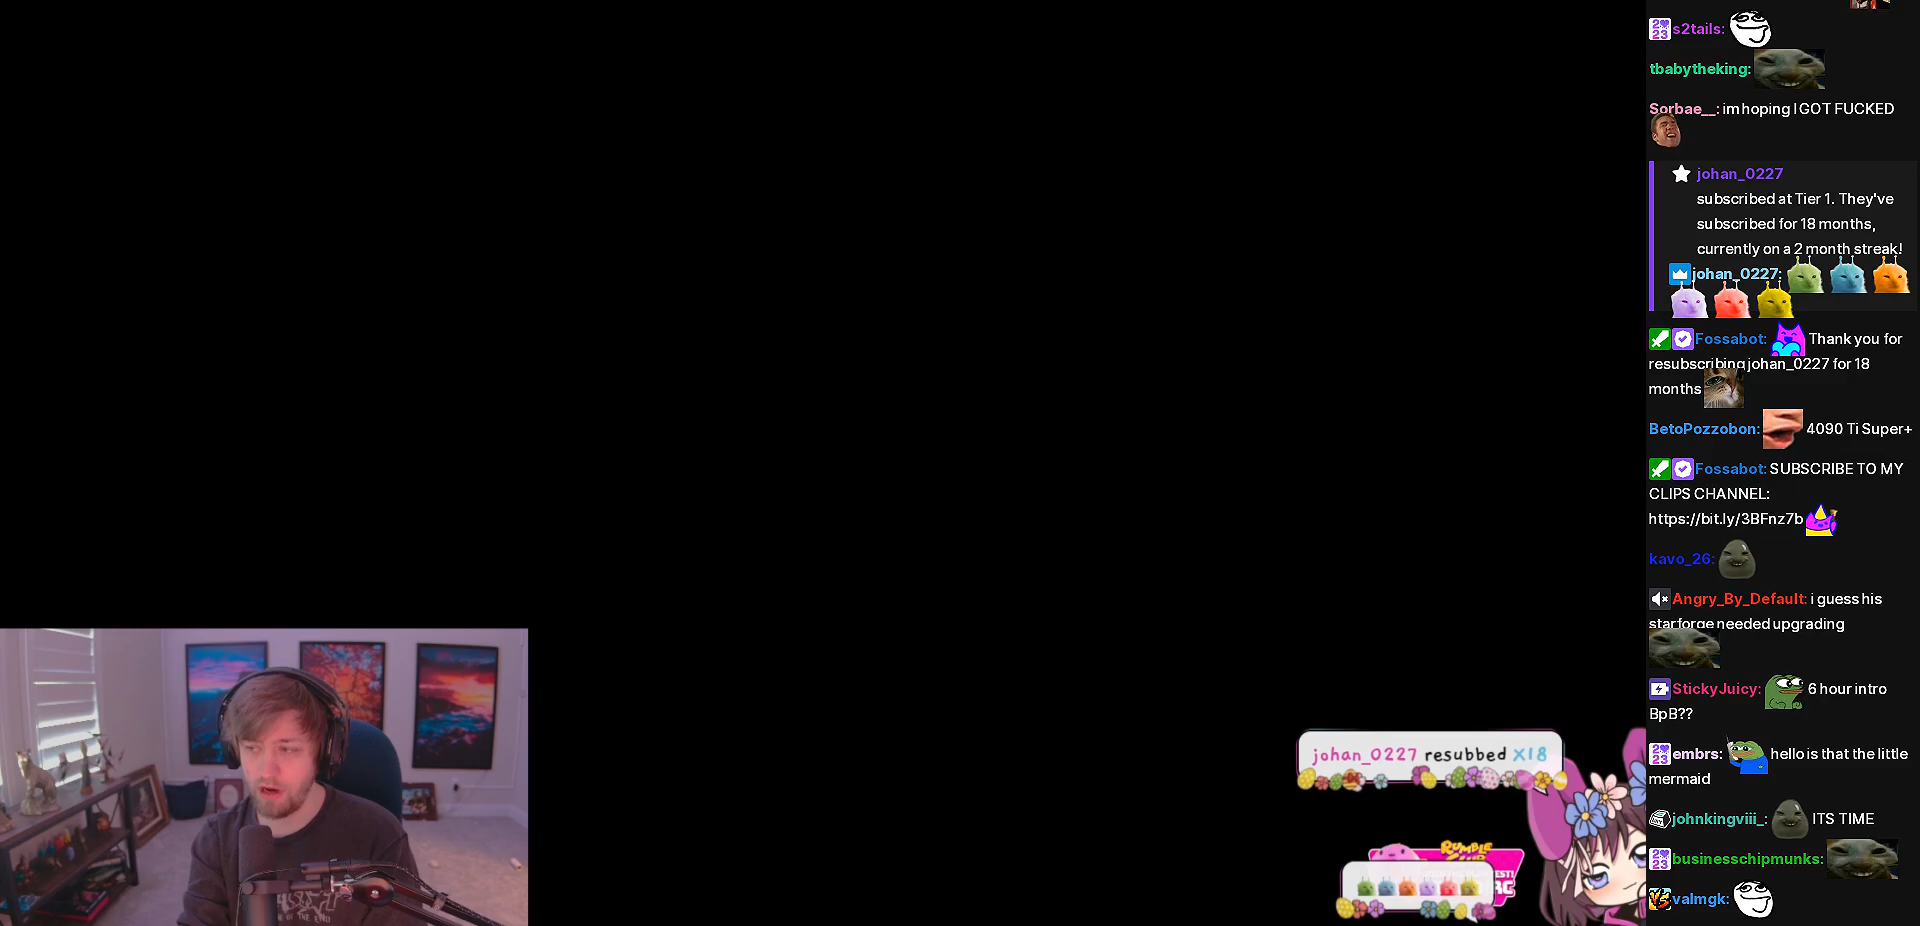 s2tails:
tbabytheking:
Sorbae__: im hoping I GOT FUCKED
johan_0227
subscribed at Tier 1. They've
subscribed for 18 months,
currently on a 2 month streak!
johan_0227:
Fossabot: Thank you for
resubscribing johan_0227 for 18
months
BetoPozzobon: 4090 Ti Super+
Fossabot: SUBSCRIBE TO MY
CLIPS CHANNEL:
https://bit.ly/3BFnz7b
kavo_26:
Angry_By_Default: i guess his
starforge needed upgrading
StickyJuicy: 6 hour intro
BpB??
embrs: hello is that the little
mermaid
johnkingviii_: ITS TIME
businesschipmunks:
valmgk:
johan_0227 resubbed X18
RUMBLE